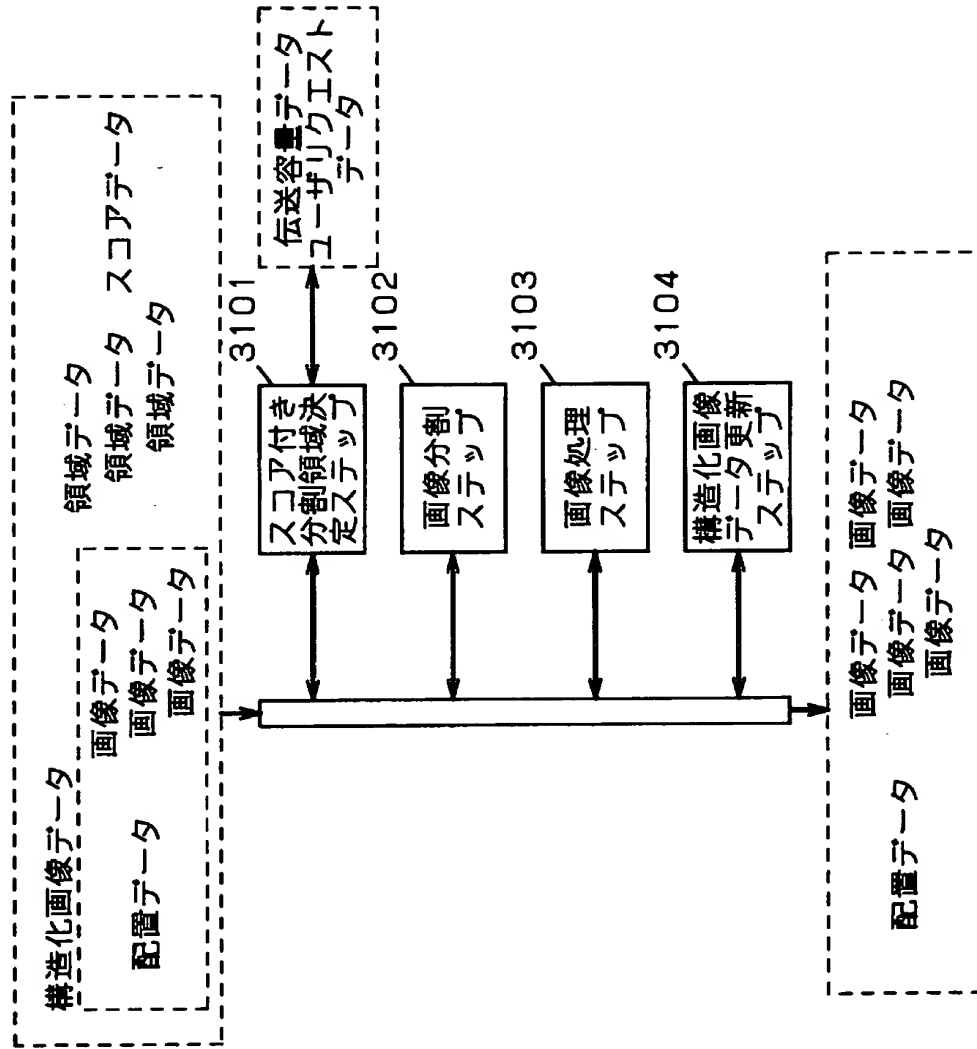 構造化画像データ
配置データ
画像データ
画像データ
画像データ
領域データ
領域データ
領域データ
スコアデータ
伝送容量データ
ユーザリクエスト
データ
3101
スコア付き
分割領域決
定ステップ
3102
画像分割
ステップ
3103
画像処理
ステップ
3104
構造化画像
データ更新
ステップ
配置データ
画像データ 画像データ
画像データ 画像データ
画像データ